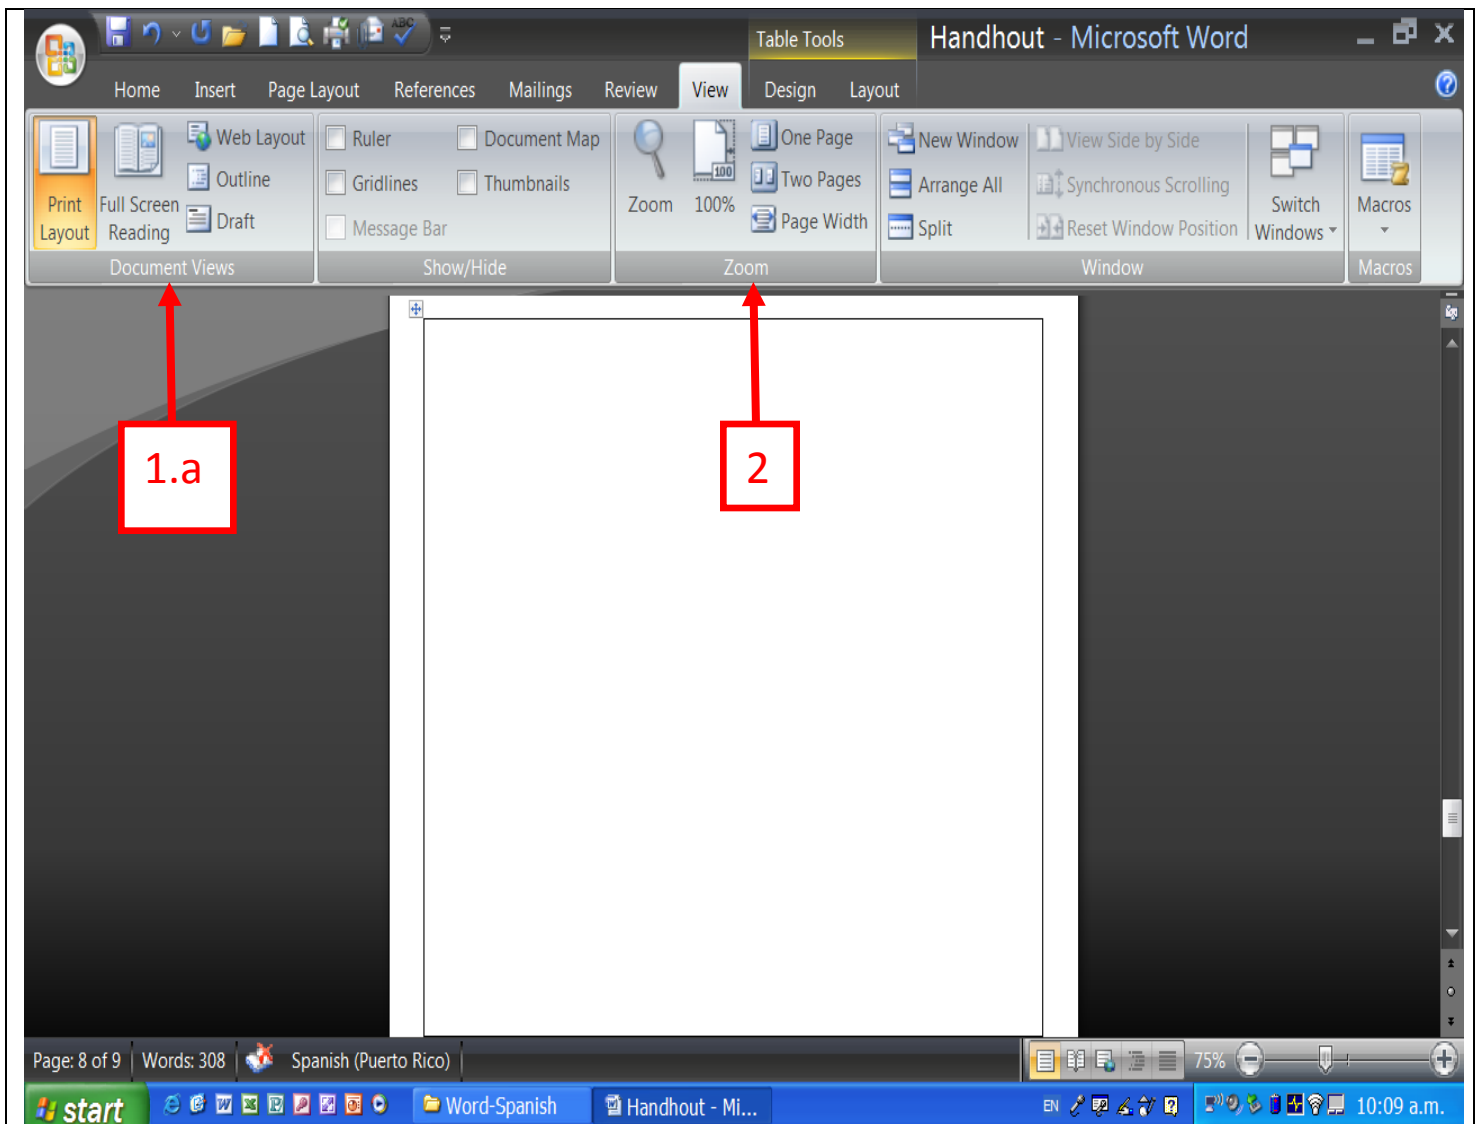 ABC
Table Tools
Handhout - Microsoft Word
Home Insert Page Layout References Mailings Review View Design Layout
Print Layout
Full Screen Reading
Web Layout
Outline
Draft
Document Views
Ruler
Gridlines
Message Bar
Document Map
Thumbnails
Show/Hide
Zoom
100
100%
One Page
Two Pages
Page Width
Zoom
New Window
Arrange All
Split
View Side by Side
Synchronous Scrolling
Reset Window Position
Switch Windows
Window
Macros
Macros
1.a
2
Page: 8 of 9 Words: 308 Spanish (Puerto Rico) 75%
start Word-Spanish Handhout - Mi... EN 10:09 a.m.